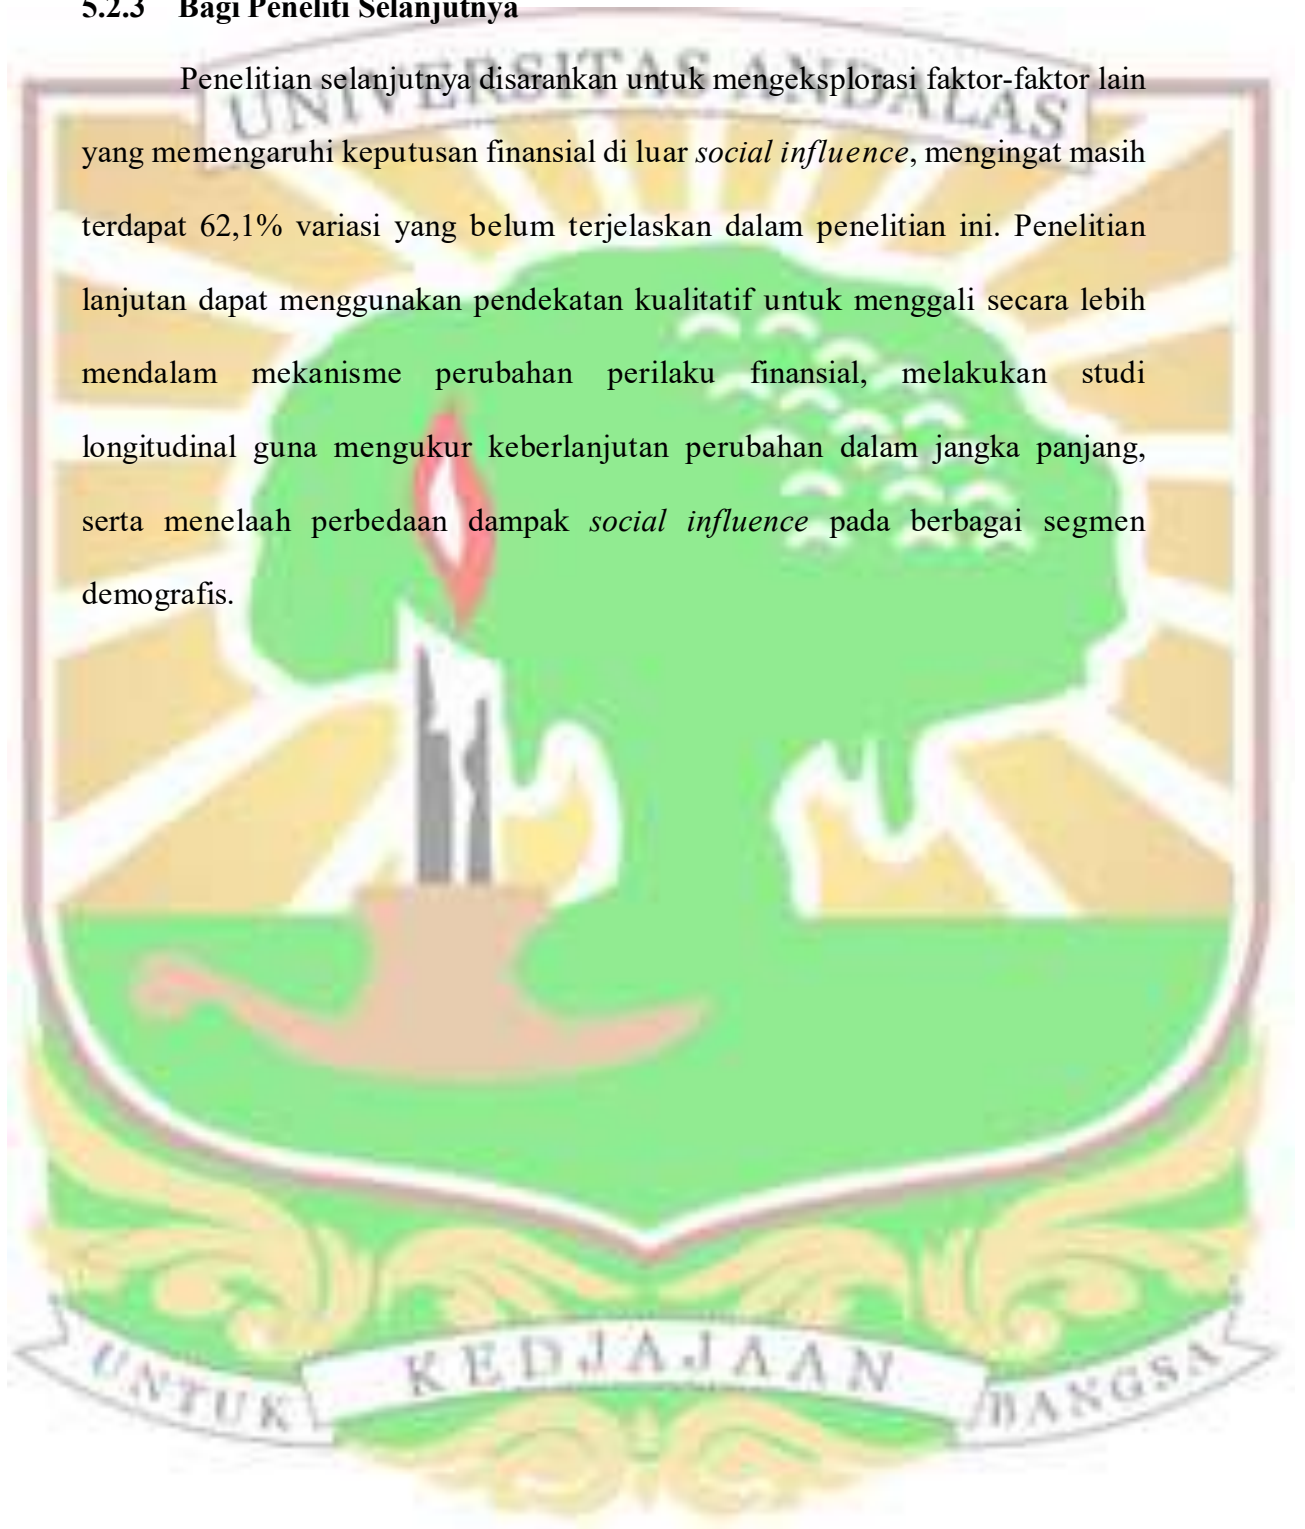 5.2.3 Bagi Peneliti Selanjutnya
UNIVERSITAS ANDALAS
Penelitian selanjutnya disarankan untuk mengeksplorasi faktor-faktor lain
yang memengaruhi keputusan finansial di luar social influence, mengingat masih
terdapat 62,1% variasi yang belum terjelaskan dalam penelitian ini. Penelitian
lanjutan dapat menggunakan pendekatan kualitatif untuk menggali secara lebih
mendalam mekanisme perubahan perilaku finansial, melakukan studi
longitudinal guna mengukur keberlanjutan perubahan dalam jangka panjang,
serta menelaah perbedaan dampak social influence pada berbagai segmen
demografis.
UNTUK KEDJAJAAN BANGSA